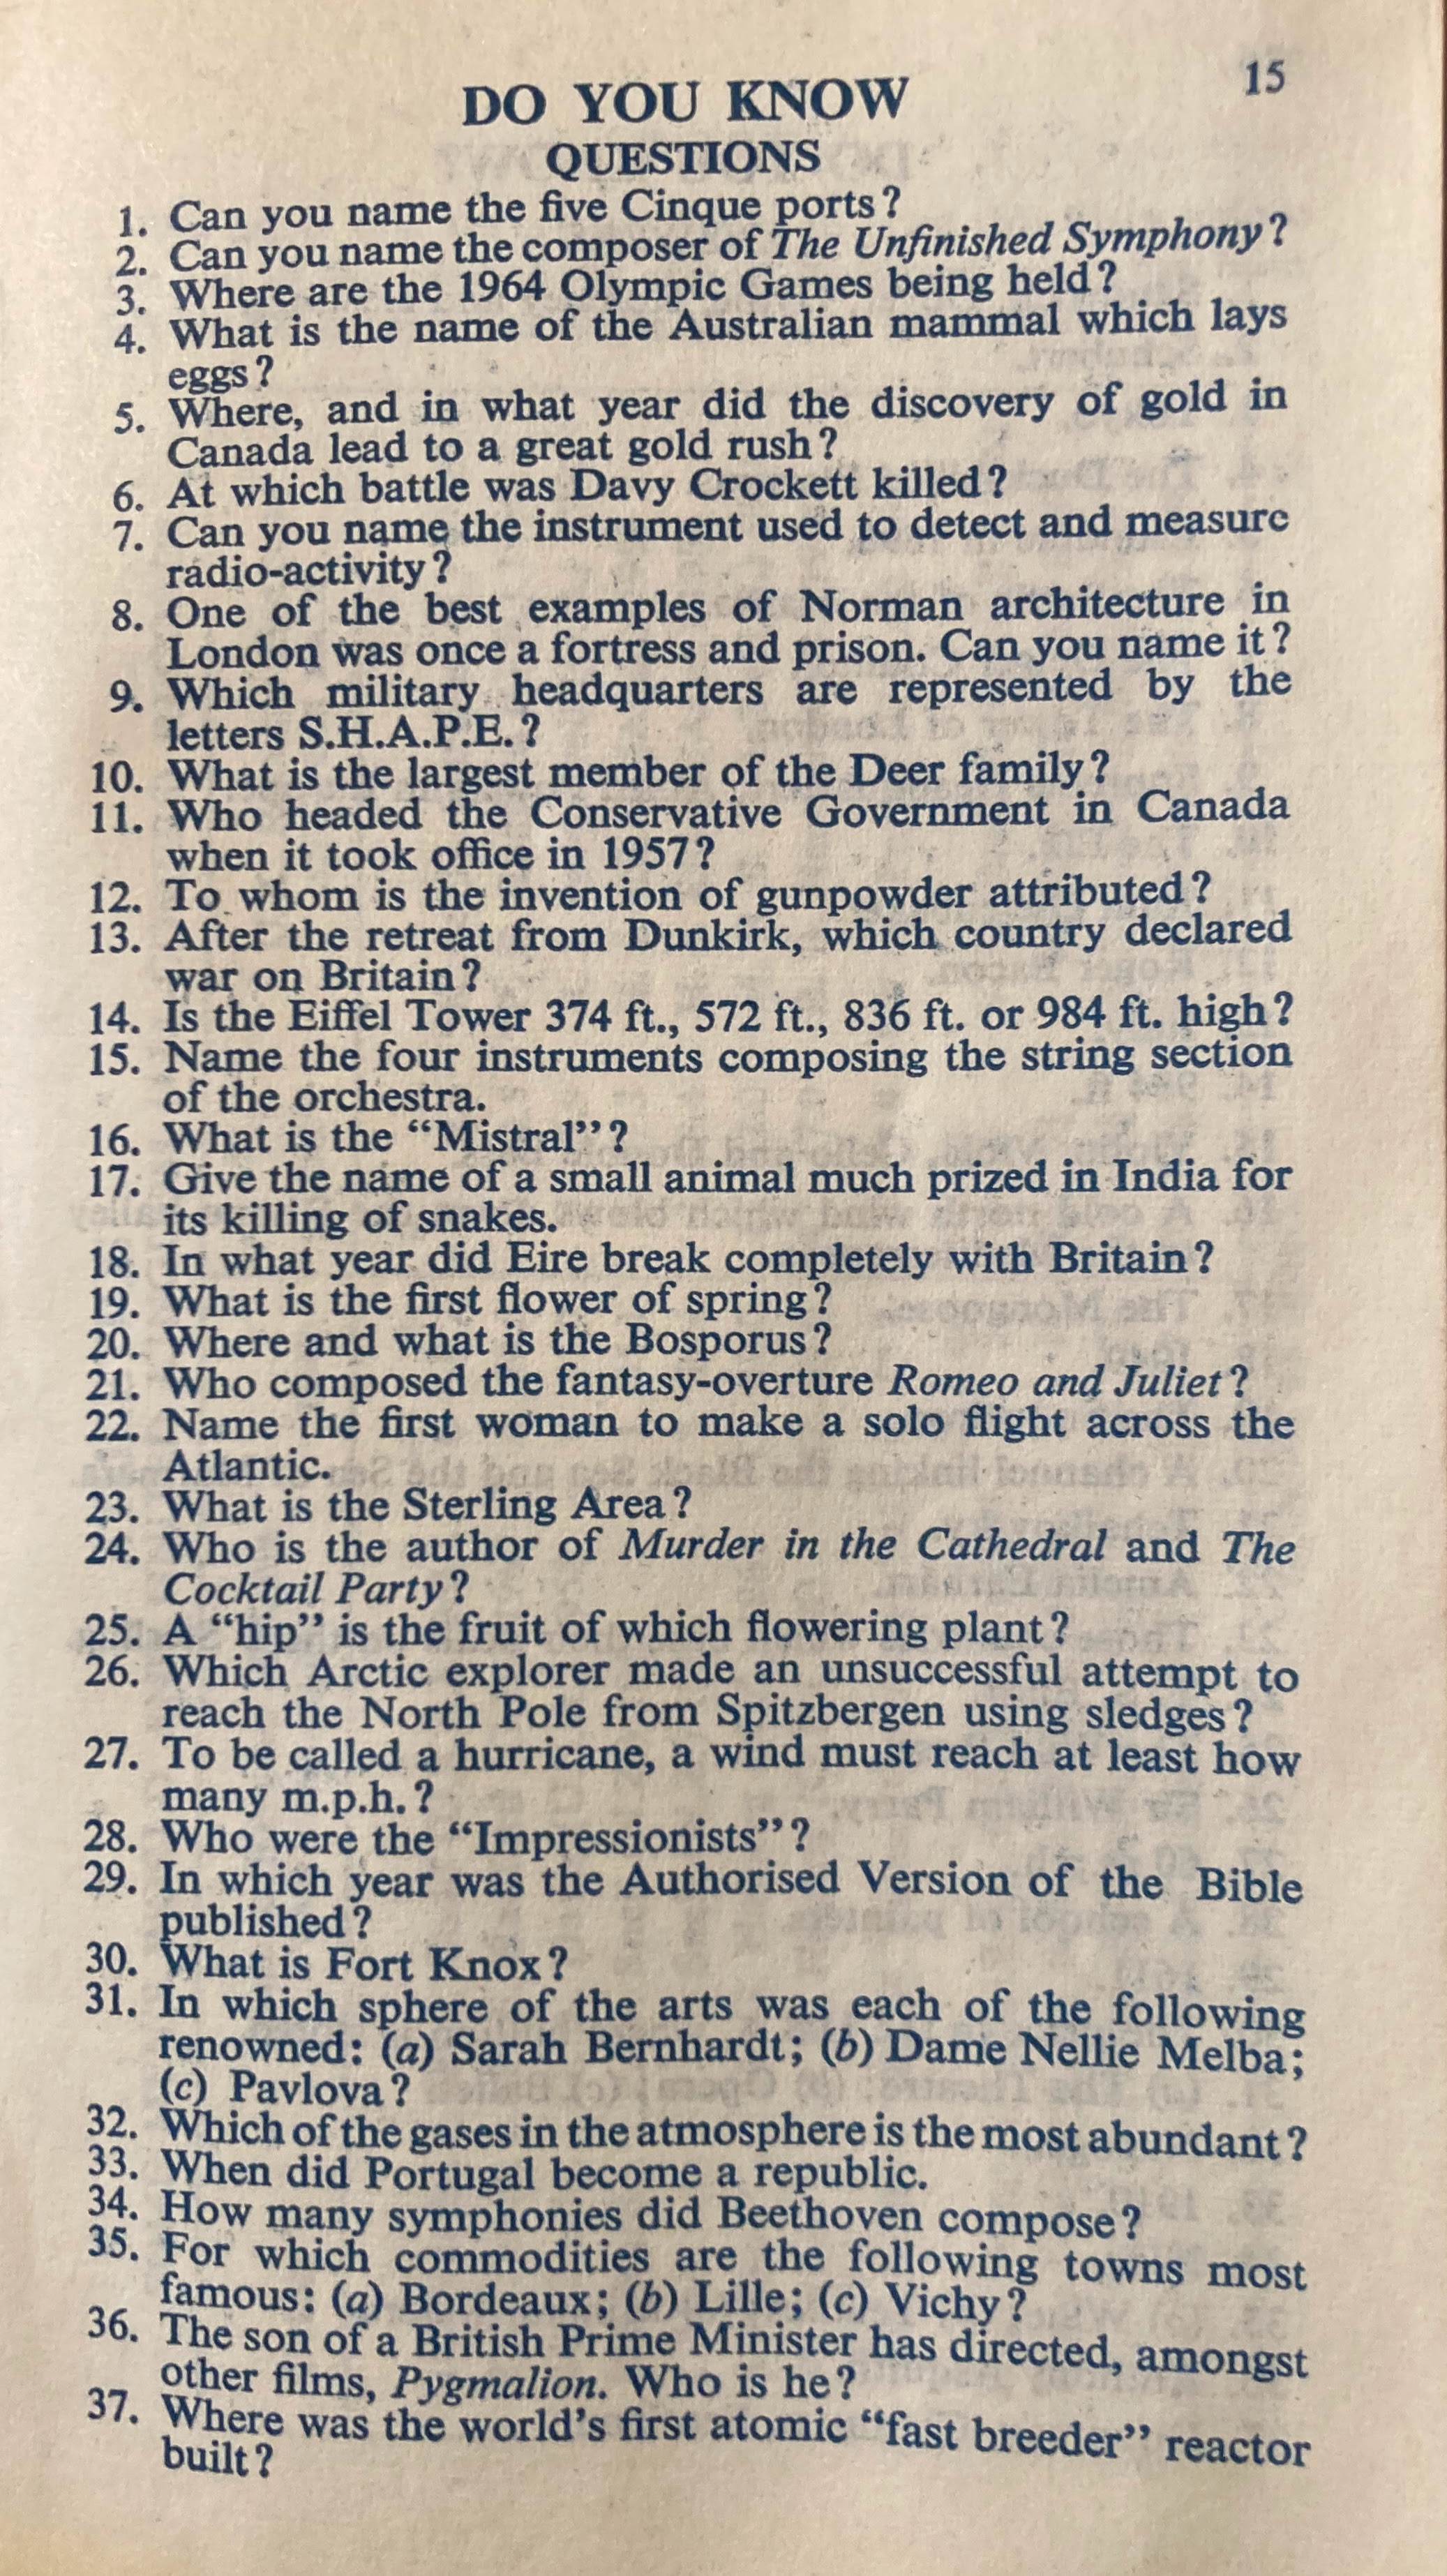 15
DO YOU KNOW
QUESTIONS
1. Can you name the five Cinque ports?
2. Can you name the composer of The Unfinished Symphony?
3. Where are the 1964 Olympic Games being held?
4. What is the name of the Australian mammal which lays
eggs?
5. Where, and in what year did the discovery of gold in
Canada lead to a great gold rush?
6. At which battle was Davy Crockett killed?
7. Can you name the instrument used to detect and measure
radio-activity?
8. One of the best examples of Norman architecture in
London was once a fortress and prison. Can you name it?
9. Which military headquarters are represented by the
letters S.H.A.P.E.?
10. What is the largest member of the Deer family?
11. Who headed the Conservative Government in Canada
when it took office in 1957?
12. To whom is the invention of gunpowder attributed?
13. After the retreat from Dunkirk, which country declared
war on Britain?
14. Is the Eiffel Tower 374 ft., 572 ft., 836 ft. or 984 ft. high?
15. Name the four instruments composing the string section
of the orchestra.
16. What is the “Mistral”?
17. Give the name of a small animal much prized in India for
its killing of snakes.
18. In what year did Eire break completely with Britain?
19. What is the first flower of spring?
20. Where and what is the Bosporus?
21. Who composed the fantasy-overture Romeo and Juliet?
22. Name the first woman to make a solo flight across the
Atlantic.
23. What is the Sterling Area?
24. Who is the author of Murder in the Cathedral and The
Cocktail Party?
25. A “hip” is the fruit of which flowering plant?
26. Which Arctic explorer made an unsuccessful attempt to
reach the North Pole from Spitzbergen using sledges?
27. To be called a hurricane, a wind must reach at least how
many m.p.h.?
28. Who were the “Impressionists”?
29. In which year was the Authorised Version of the Bible
published?
30. What is Fort Knox?
31. In which sphere of the arts was each of the following
renowned: (a) Sarah Bernhardt; (b) Dame Nellie Melba;
(c) Pavlova?
32. Which of the gases in the atmosphere is the most abundant?
33. When did Portugal become a republic.
34. How many symphonies did Beethoven compose?
35. For which commodities are the following towns most
famous: (a) Bordeaux; (b) Lille; (c) Vichy?
36. The son of a British Prime Minister has directed, amongst
other films, Pygmalion. Who is he?
37. Where was the world's first atomic “fast breeder” reactor
built?